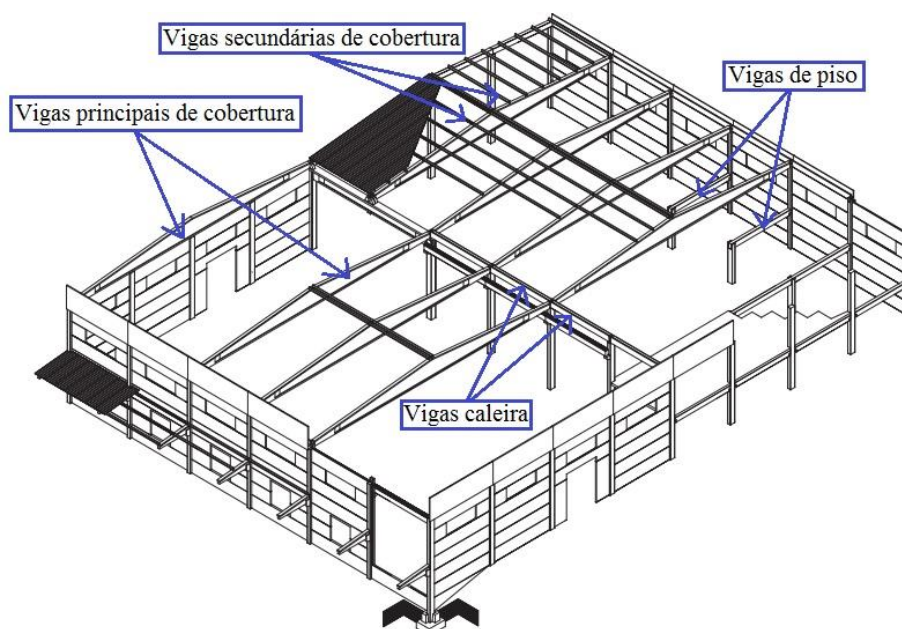 Vigas secundárias de cobertura
Vigas de piso
Vigas principais de cobertura
Vigas caleira